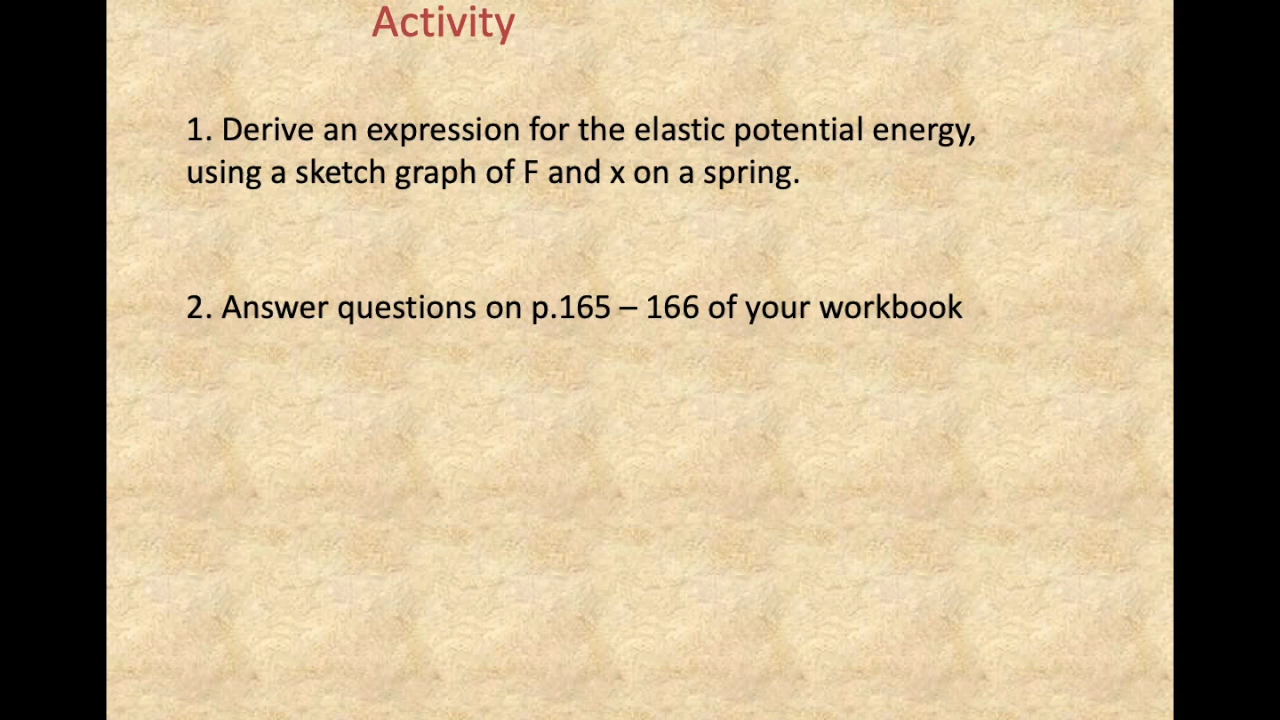 Activity
1. Derive an expression for the elastic potential energy,
using a sketch graph of F and x on a spring.
2. Answer questions on p.165 – 166 of your workbook